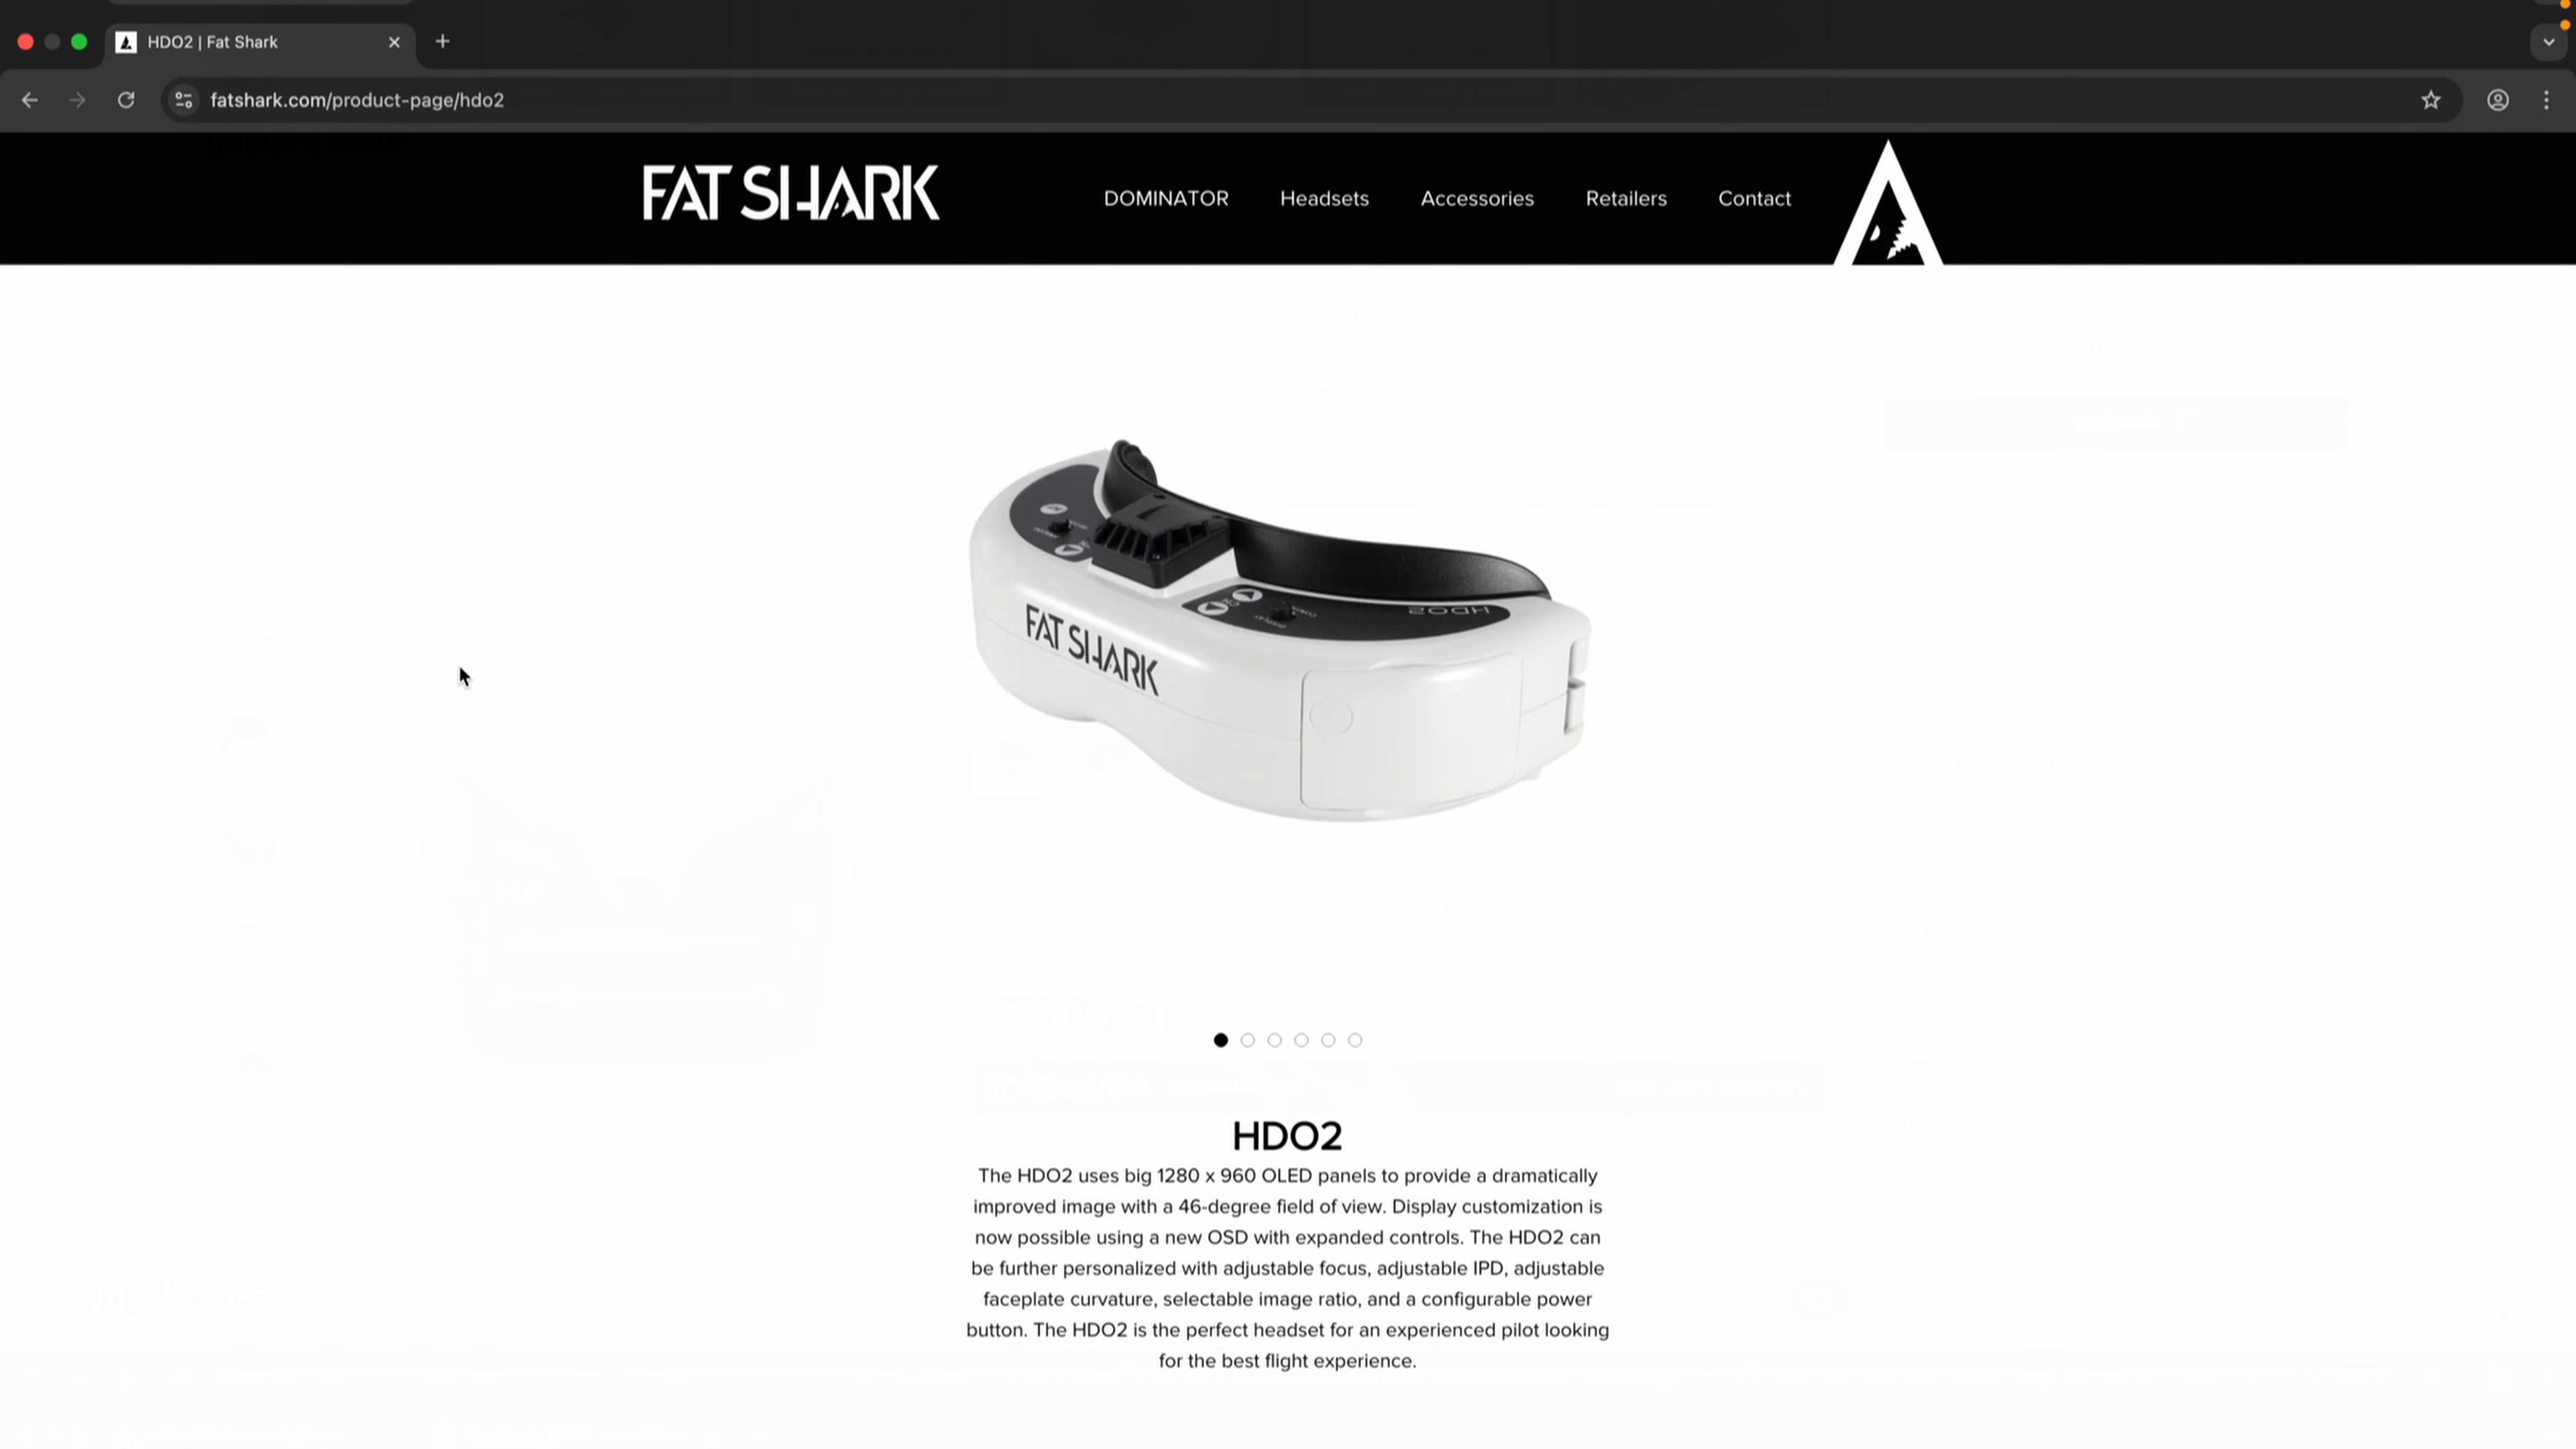 HDO2 | Fat Shark
fatshark.com/product-page/hdo2
FAT SHARK
DOMINATOR
Headsets
Accessories
Retailers
Contact
HDO2
FAT SHARK
HDO2
The HDO2 uses big 1280 x 960 OLED panels to provide a dramatically
improved image with a 46-degree field of view. Display customization is
now possible using a new OSD with expanded controls. The HDO2 can
be further personalized with adjustable focus, adjustable IPD, adjustable
faceplate curvature, selectable image ratio, and a configurable power
button. The HDO2 is the perfect headset for an experienced pilot looking
for the best flight experience.